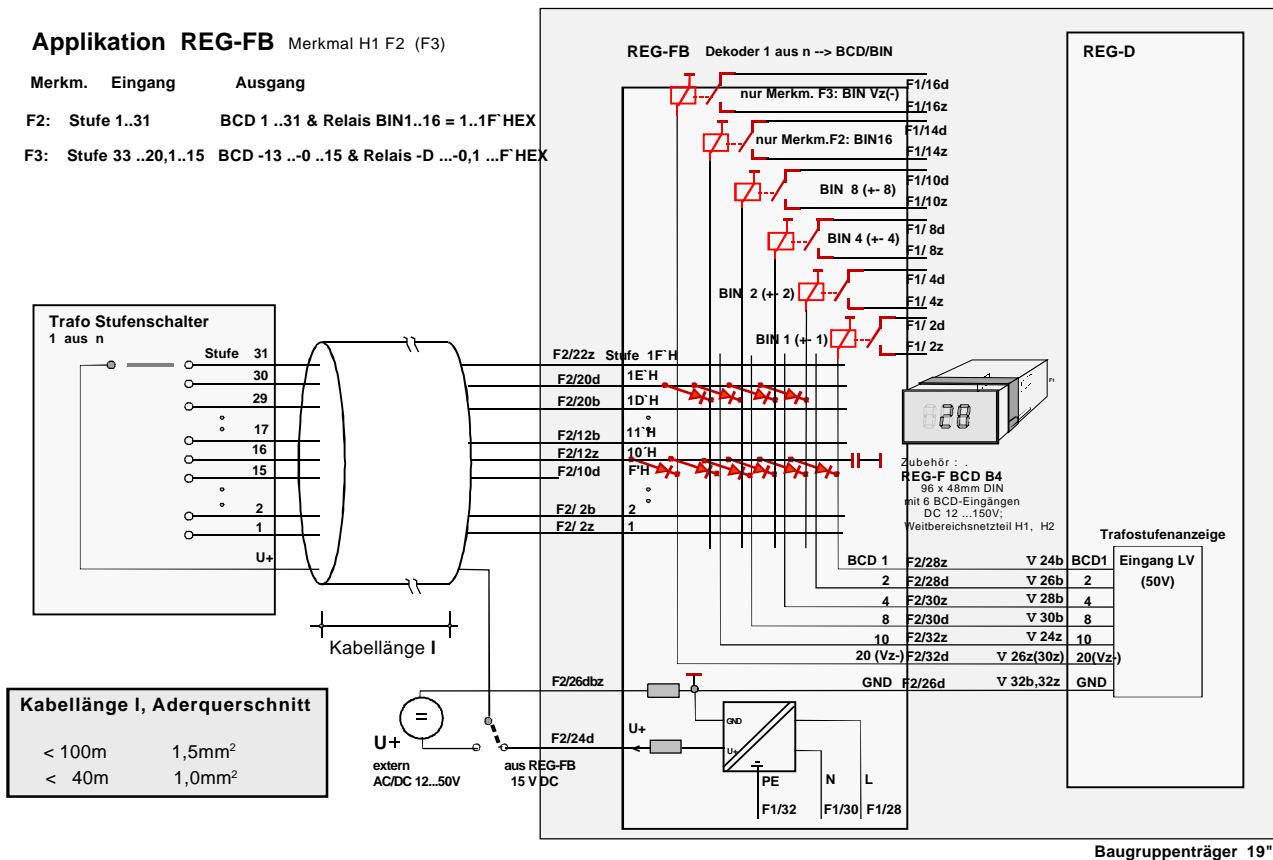 Applikation REG-FB Merkmal H1 F2 (F3)
Merkm. Eingang Ausgang
F2: Stufe 1..31 BCD 1 ..31 & Relais BIN1..16 = 1..1F`HEX
F3: Stufe 33 ..20,1..15 BCD -13 ..-0 ..15 & Relais -D ...-0,1 ...F`HEX
REG-FB Dekoder 1 aus n --> BCD/BIN
REG-D
nur Merkm. F3: BIN Vz(-)
F1/16d
F1/16z
nur Merkm.F2: BIN16
F1/14d
F1/14z
BIN 8 (+- 8)
F1/10d
F1/10z
BIN 4 (+- 4)
F1/ 8d
F1/ 8z
BIN 2 (+- 2)
F1/ 4d
F1/ 4z
BIN 1 (+- 1)
F1/ 2d
F1/ 2z
Trafo Stufenschalter
1 aus n
Stufe 31
30
29
17
16
15
2
1
U+
F2/22z Stufe 1F`H
F2/20d 1E`H
F2/20b 1D`H
F2/12b 11`H
F2/12z 10´H
F2/10d F'H
F2/ 2b 2
F2/ 2z 1
28
F1
Zubehör : .
REG-F BCD B4
96 x 48mm DIN
mit 6 BCD-Eingängen
DC 12 ...150V;
Weitbereichsnetzteil H1, H2
Trafostufenanzeige
BCD 1 F2/28z V 24b BCD1 Eingang LV
2 F2/28d V 26b 2 (50V)
4 F2/30z V 28b 4
8 F2/30d V 30b 8
10 F2/32z V 24z 10
20 (Vz-) F2/32d V 26z(30z) 20(Vz-)
GND F2/26d V 32b,32z GND
Kabellänge l
F2/26dbz
=
U+
extern
AC/DC 12...50V
F2/24d
aus REG-FB
15 V DC
U+
GND
U+
PE
N
L
F1/32
F1/30
F1/28
Kabellänge l, Aderquerschnitt
< 100m 1,5mm²
< 40m 1,0mm²
Baugruppenträger 19"